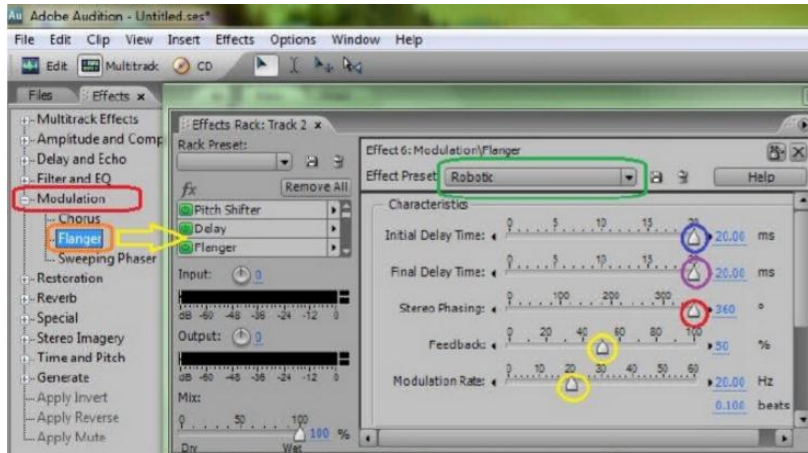 Au Adobe Audition - Untitled.ses*
File Edit Clip View Insert Effects Options Window Help
Edit Multitrack CD
Files Effects x
Multitrack Effects
Amplitude and Comp
Delay and Echo
Filter and EQ
Modulation
Chorus
Flanger
Sweeping Phaser
Restoration
Reverb
Special
Stereo Imagery
Time and Pitch
Generate
Apply Invert
Apply Reverse
Apply Mute
Effects Rack: Track 2 x
Rack Preset:
fx Remove All
Pitch Shifter
Delay
Flanger
Input: 0
dB -60 -48 -36 -24 -12 0
Output: 0
dB -60 -48 -36 -24 -12 0
Mix:
0 50 100
100 %
Dry Wet
Effect 6: Modulation\Flanger
Effect Preset Robotic Help
Characteristics
0 5 10 15 20
Initial Delay Time: 20.00 ms
0 5 10 15 20
Final Delay Time: 20.00 ms
0 100 200 300
Stereo Phasing: 360 °
0 20 40 60 80 100
Feedback: 50 %
0 10 20 30 40 50 60
Modulation Rate: 20.00 Hz
0.100 beats